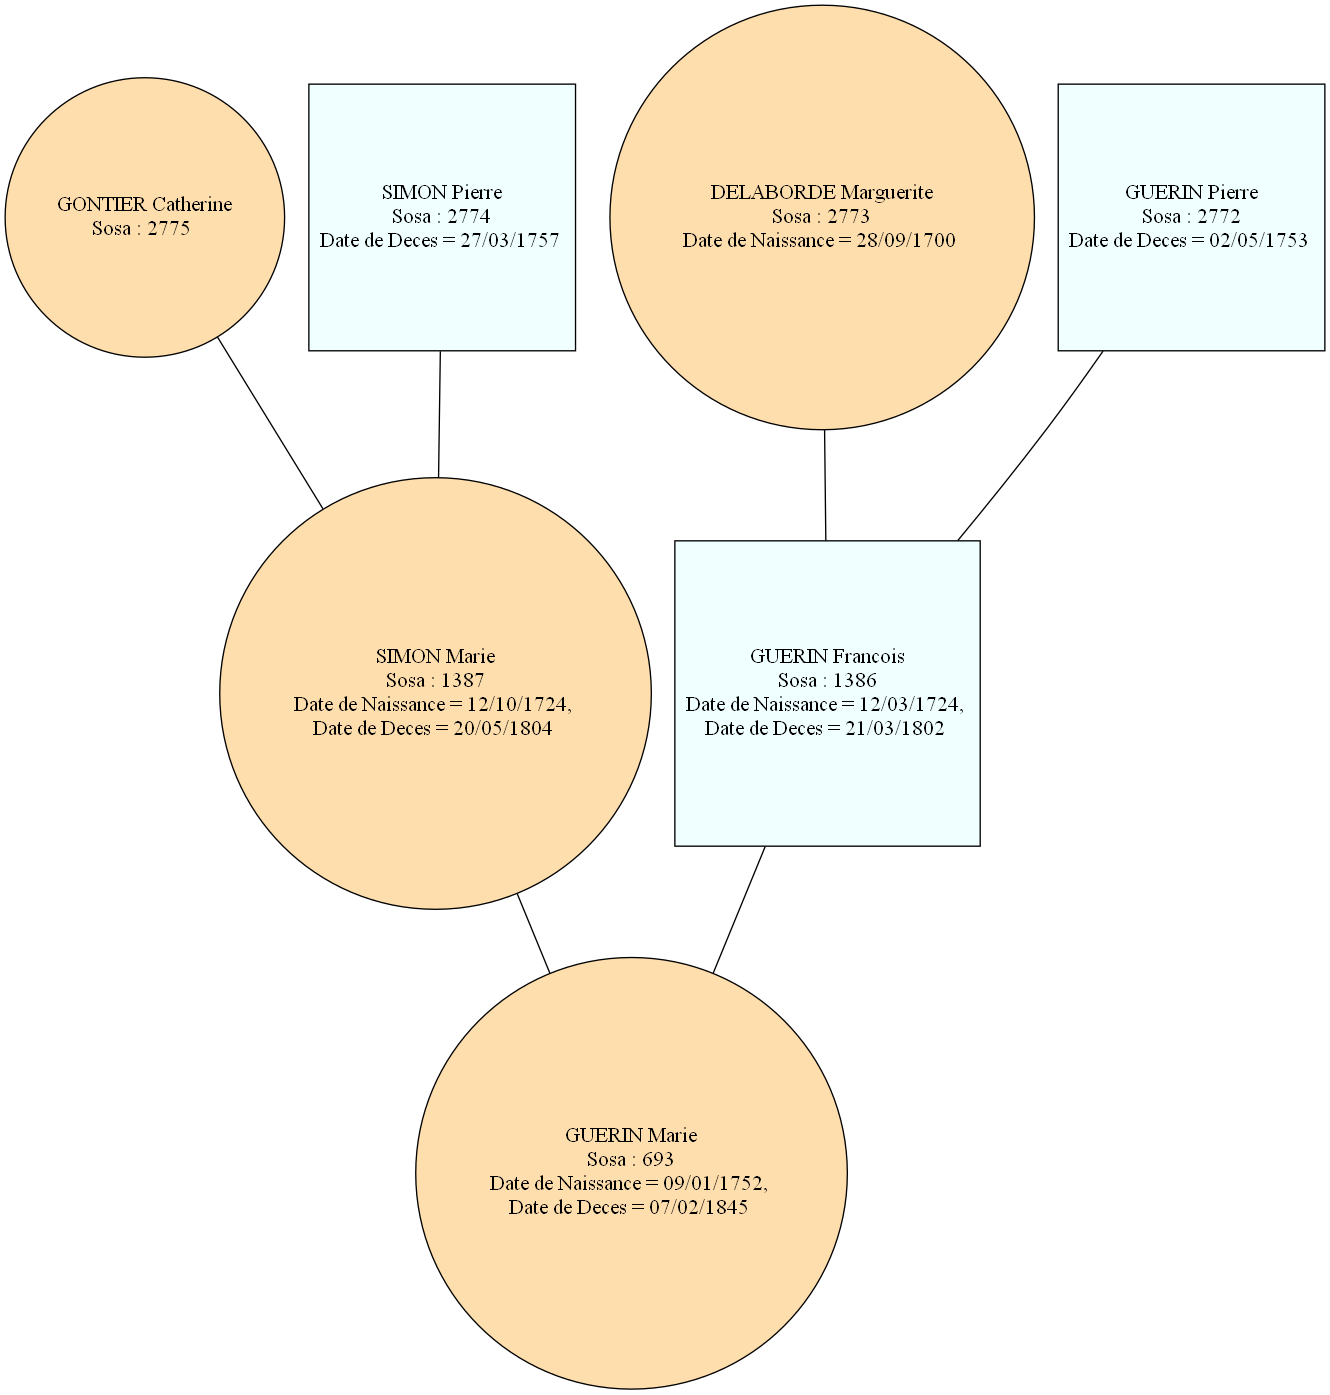 GONTIER Catherine
Sosa : 2775
SIMON Pierre
Sosa : 2774
Date de Deces = 27/03/1757
DELABORDE Marguerite
Sosa : 2773
Date de Naissance = 28/09/1700
GUERIN Pierre
Sosa : 2772
Date de Deces = 02/05/1753
SIMON Marie
Sosa : 1387
Date de Naissance = 12/10/1724,
Date de Deces = 20/05/1804
GUERIN Francois
Sosa : 1386
Date de Naissance = 12/03/1724,
Date de Deces = 21/03/1802
GUERIN Marie
Sosa : 693
Date de Naissance = 09/01/1752,
Date de Deces = 07/02/1845